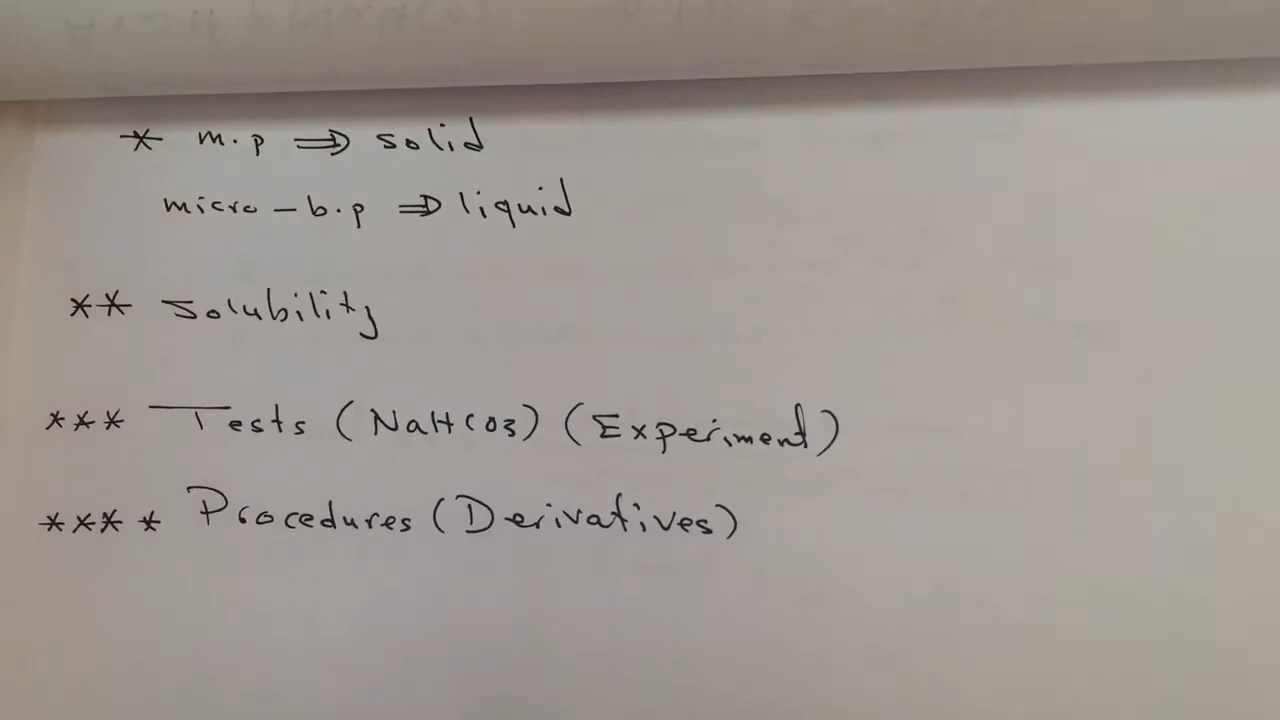 * m.p ⇒ solid
micro - b.p ⇒ liquid
** Solubility
*** Tests (NaHCO3) (Experiment)
**** Procedures (Derivatives)